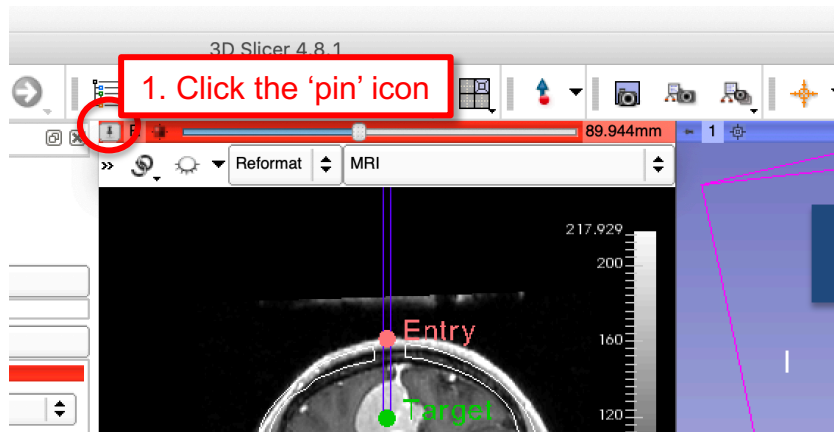 3D Slicer 4.8.1
1. Click the ‘pin’ icon
R
89.944mm
1
Reformat
MRI
217.929
200
Entry
160
Target
120